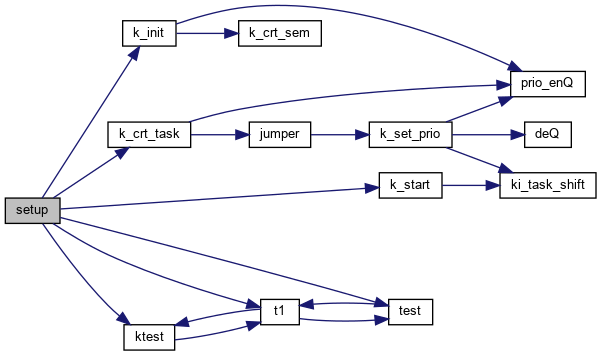 k_init
k_crt_sem
prio_enQ
k_crt_task
jumper
k_set_prio
deQ
k_start
ki_task_shift
setup
t1
test
ktest